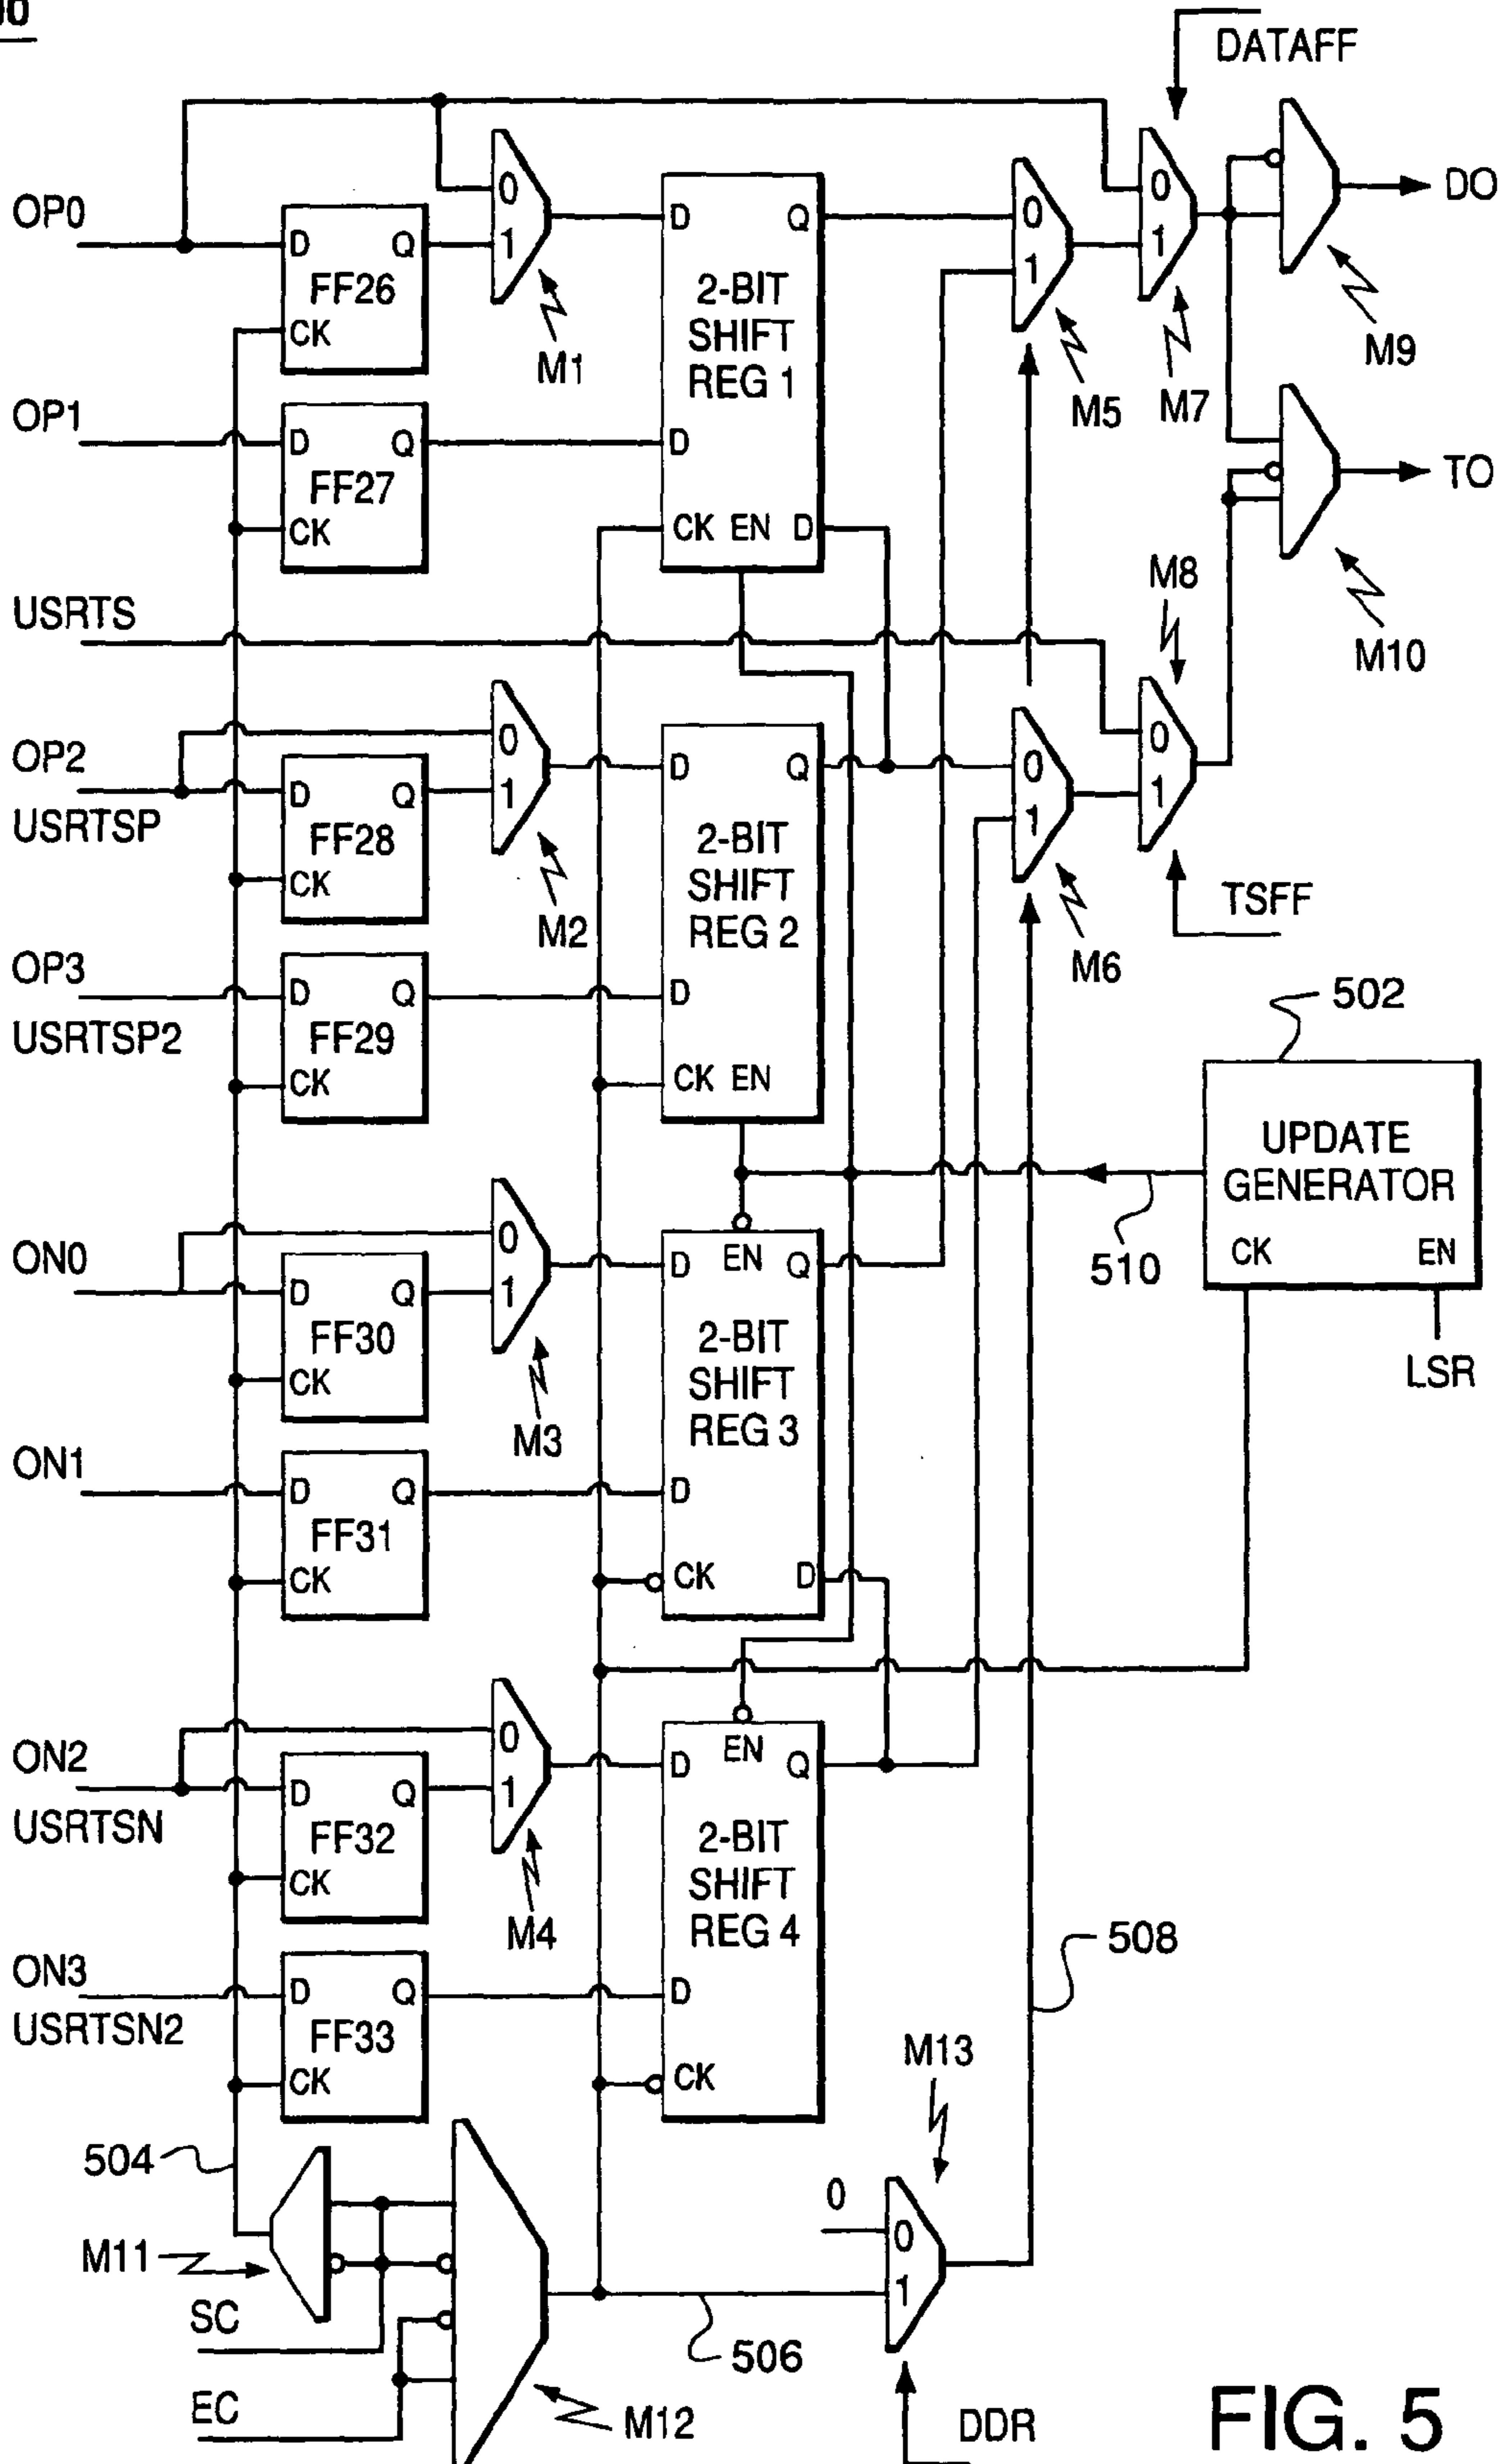 DATAFF
OP0
D Q
FF26
CK
0
1
M1
D Q
2-BIT
SHIFT
REG 1
D
CK EN D
0
1
M5
0
1
M7
DO
M9
OP1
D Q
FF27
CK
TO
M10
USRTS
M8
0
1
TSFF
OP2
USRTSP
D Q
FF28
CK
0
1
M2
D Q
2-BIT
SHIFT
REG 2
D
CK EN
0
1
M6
OP3
USRTSP2
D Q
FF29
CK
502
UPDATE
GENERATOR
CK EN
LSR
510
ON0
D Q
FF30
CK
0
1
M3
D EN Q
2-BIT
SHIFT
REG 3
D
CK D
ON1
D Q
FF31
CK
ON2
USRTSN
D Q
FF32
CK
0
1
M4
D EN Q
2-BIT
SHIFT
REG 4
D
CK
508
ON3
USRTSN2
D Q
FF33
CK
M13
504
M11
SC
EC
M12
506
0
0
1
DDR
FIG. 5